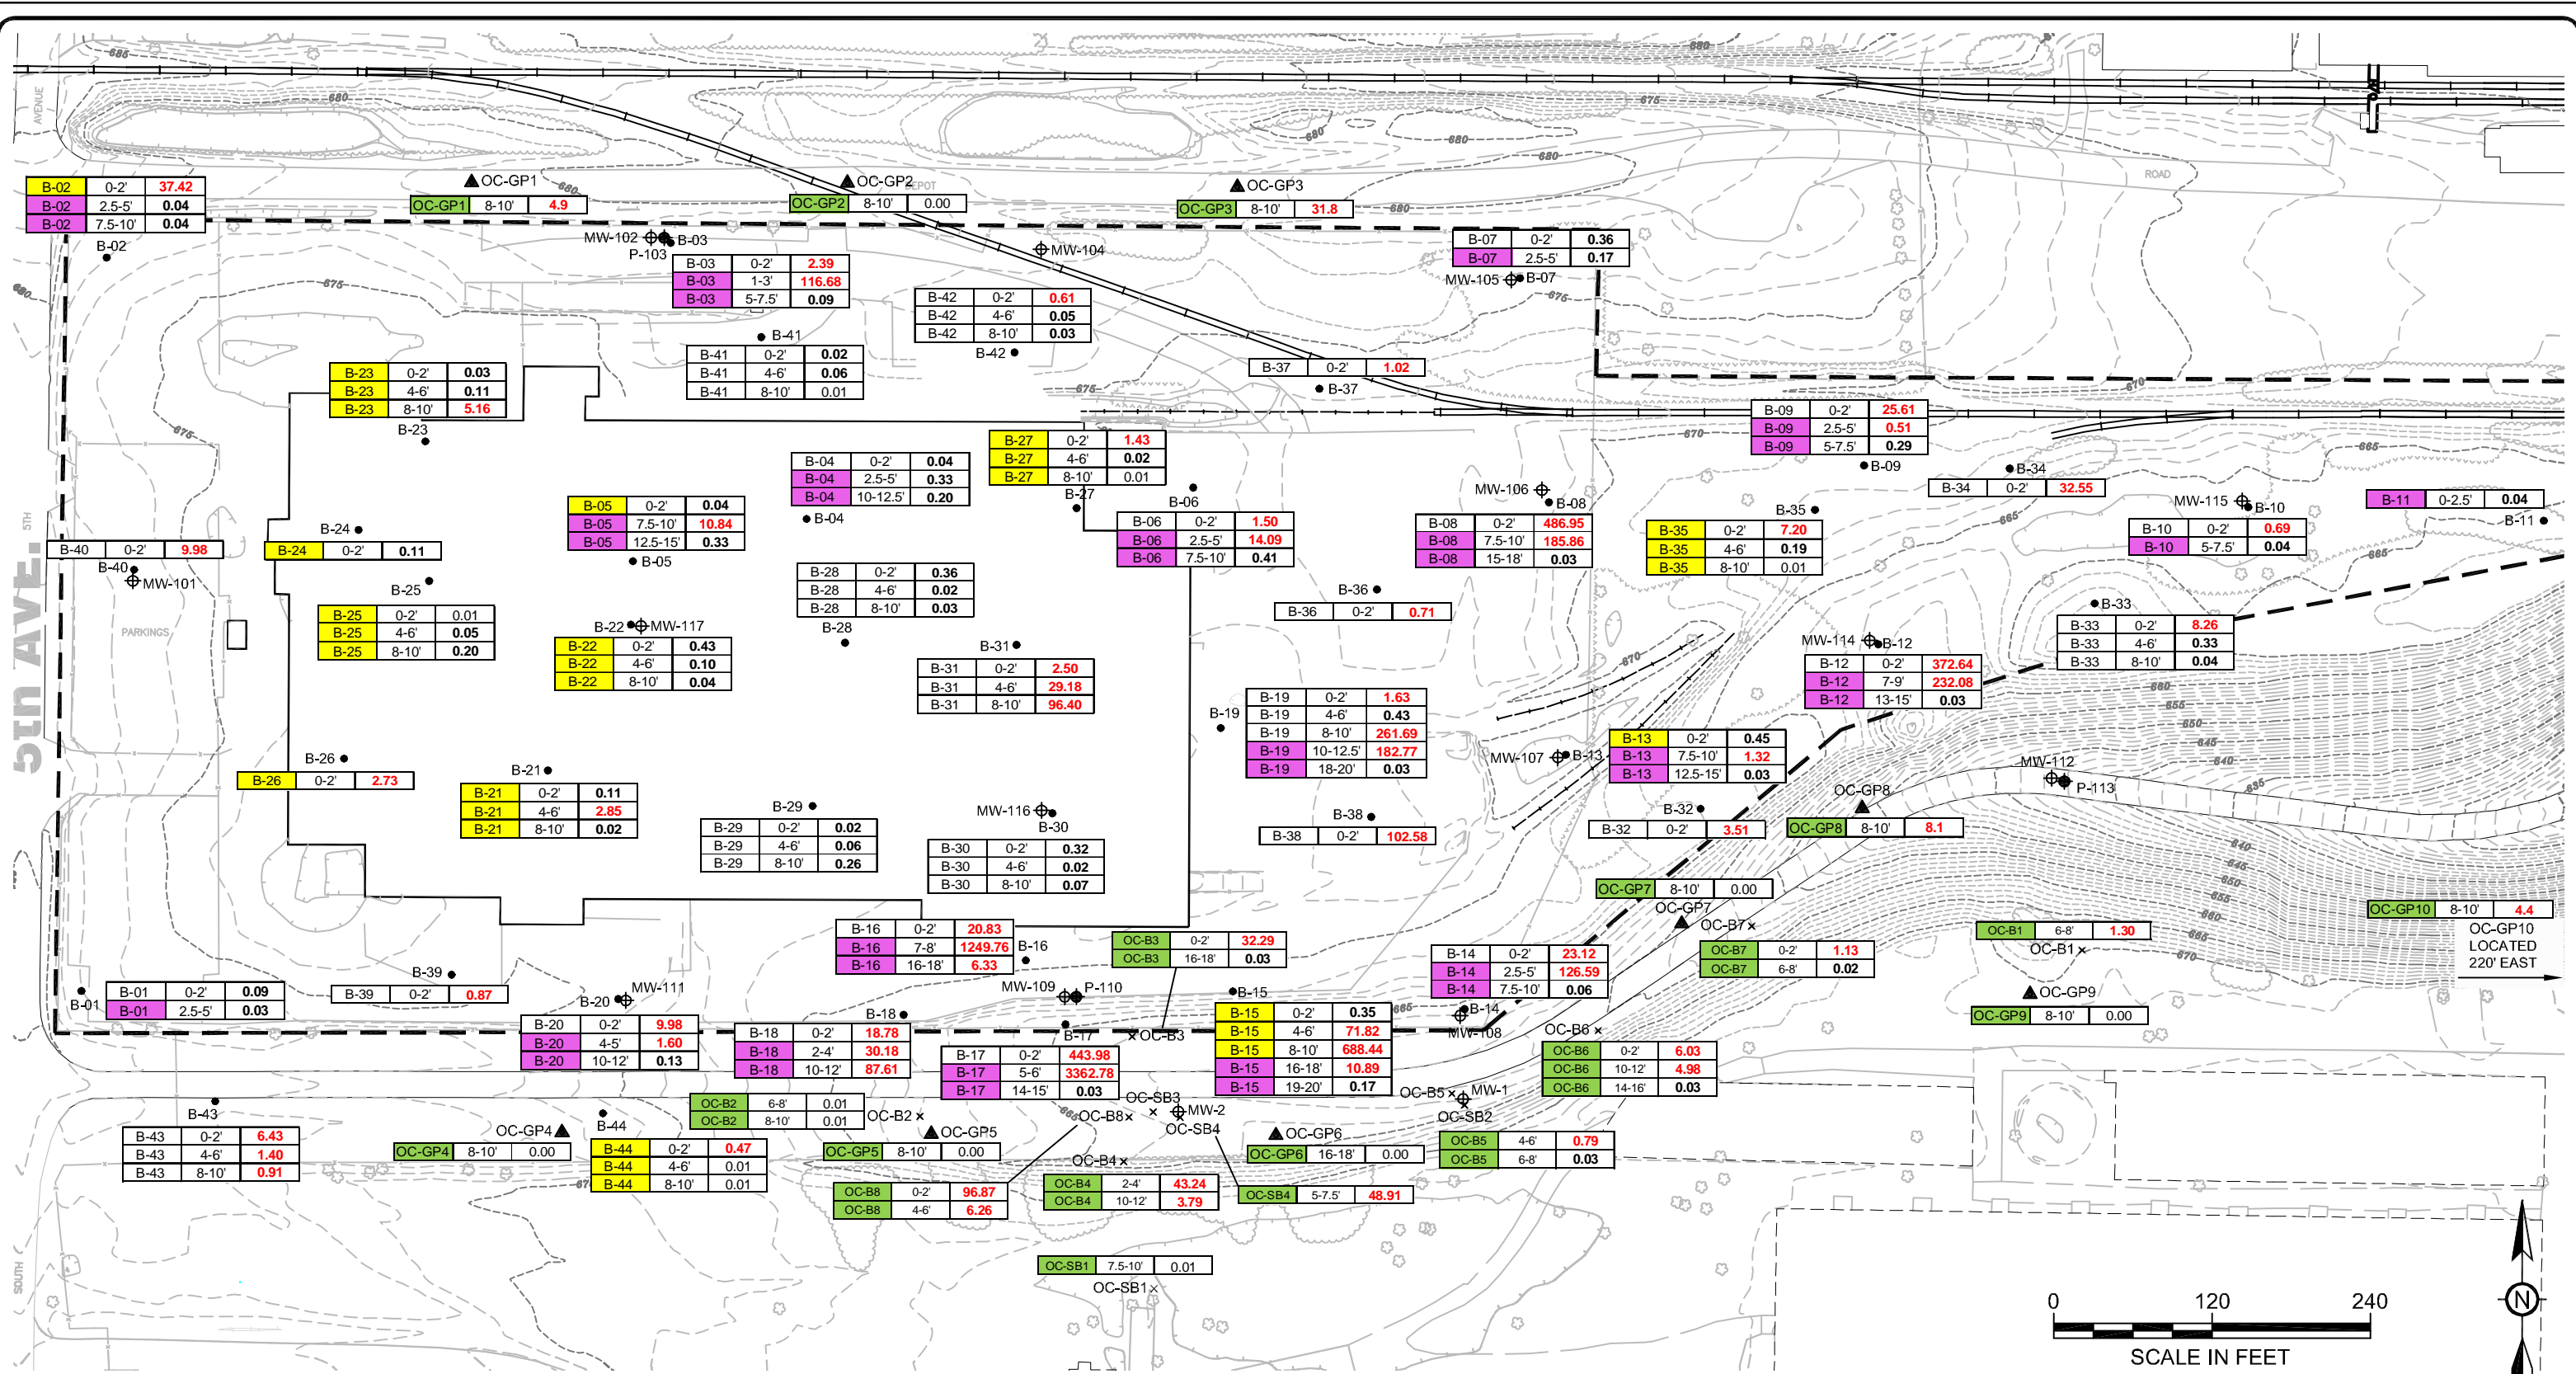 685
680
680
675
680
680
AVENUE
DEPOT
ROAD
B-02 0-2' 37.42
B-02 2.5-5' 0.04
B-02 7.5-10' 0.04
B-02
OC-GP1
OC-GP1 8-10' 4.9
680
OC-GP2
OC-GP2 8-10' 0.00
OC-GP3
OC-GP3 8-10' 31.8
680
MW-102
P-103
B-03
B-03 0-2' 2.39
B-03 1-3' 116.68
B-03 5-7.5' 0.09
MW-104
B-07 0-2' 0.36
B-07 2.5-5' 0.17
MW-105
B-07
680
675
675
B-42 0-2' 0.61
B-42 4-6' 0.05
B-42 8-10' 0.03
B-42
B-41
B-41 0-2' 0.02
B-41 4-6' 0.06
B-41 8-10' 0.01
B-37 0-2' 1.02
B-37
B-23 0-2' 0.03
B-23 4-6' 0.11
B-23 8-10' 5.16
B-23
675
675
670
670
665
B-09 0-2' 25.61
B-09 2.5-5' 0.51
B-09 5-7.5' 0.29
B-09
B-27 0-2' 1.43
B-27 4-6' 0.02
B-27 8-10' 0.01
B-27
B-04 0-2' 0.04
B-04 2.5-5' 0.33
B-04 10-12.5' 0.20
B-04
B-34
B-34 0-2' 32.55
B-05 0-2' 0.04
B-05 7.5-10' 10.84
B-05 12.5-15' 0.33
B-05
B-06
B-06 0-2' 1.50
B-06 2.5-5' 14.09
B-06 7.5-10' 0.41
MW-106
B-08
B-08 0-2' 486.95
B-08 7.5-10' 185.86
B-08 15-18' 0.03
B-35
B-35 0-2' 7.20
B-35 4-6' 0.19
B-35 8-10' 0.01
665
MW-115
B-10
B-10 0-2' 0.69
B-10 5-7.5' 0.04
B-11 0-2.5' 0.04
B-11
665
B-24
B-24 0-2' 0.11
5TH
5th AVE.
B-40 0-2' 9.98
B-40
MW-101
B-25
B-25 0-2' 0.01
B-25 4-6' 0.05
B-25 8-10' 0.20
PARKINGS
B-28 0-2' 0.36
B-28 4-6' 0.02
B-28 8-10' 0.03
B-28
B-36
B-36 0-2' 0.71
B-22
MW-117
B-22 0-2' 0.43
B-22 4-6' 0.10
B-22 8-10' 0.04
B-31
B-31 0-2' 2.50
B-31 4-6' 29.18
B-31 8-10' 96.40
670
MW-114
B-12
B-12 0-2' 372.64
B-12 7-9' 232.08
B-12 13-15' 0.03
B-33
B-33 0-2' 8.26
B-33 4-6' 0.33
B-33 8-10' 0.04
660
655
650
645
640
635
B-19
B-19 0-2' 1.63
B-19 4-6' 0.43
B-19 8-10' 261.69
B-19 10-12.5' 182.77
B-19 18-20' 0.03
MW-107
B-13
B-13 0-2' 0.45
B-13 7.5-10' 1.32
B-13 12.5-15' 0.03
MW-112
P-113
B-26
B-26 0-2' 2.73
B-21
B-21 0-2' 0.11
B-21 4-6' 2.85
B-21 8-10' 0.02
B-29
B-29 0-2' 0.02
B-29 4-6' 0.06
B-29 8-10' 0.26
MW-116
B-30
B-30 0-2' 0.32
B-30 4-6' 0.02
B-30 8-10' 0.07
B-38
B-38 0-2' 102.58
B-32
B-32 0-2' 3.51
OC-GP8
OC-GP8 8-10' 8.1
640
645
650
655
660
665
670
OC-GP7 8-10' 0.00
OC-GP7
OC-B7
OC-B7 0-2' 1.13
OC-B7 6-8' 0.02
OC-B1 6-8' 1.30
OC-B1
OC-GP10 8-10' 4.4
OC-GP10
LOCATED
220' EAST
OC-GP9
OC-GP9 8-10' 0.00
B-16 0-2' 20.83
B-16 7-8' 1249.76
B-16 16-18' 6.33
B-16
OC-B3 0-2' 32.29
OC-B3 16-18' 0.03
B-14 0-2' 23.12
B-14 2.5-5' 126.59
B-14 7.5-10' 0.06
B-14
MW-108
B-39
B-39 0-2' 0.87
B-01
B-01 0-2' 0.09
B-01 2.5-5' 0.03
B-20
MW-111
B-20 0-2' 9.98
B-20 4-5' 1.60
B-20 10-12' 0.13
B-18
B-18 0-2' 18.78
B-18 2-4' 30.18
B-18 10-12' 87.61
MW-109
P-110
B-17
OC-B3
B-17 0-2' 443.98
B-17 5-6' 3362.78
B-17 14-15' 0.03
B-15
B-15 0-2' 0.35
B-15 4-6' 71.82
B-15 8-10' 688.44
B-15 16-18' 10.89
B-15 19-20' 0.17
665
OC-B6
OC-B6 0-2' 6.03
OC-B6 10-12' 4.98
OC-B6 14-16' 0.03
B-43
B-43 0-2' 6.43
B-43 4-6' 1.40
B-43 8-10' 0.91
OC-GP4
OC-GP4 8-10' 0.00
B-44
B-44 0-2' 0.47
B-44 4-6' 0.01
B-44 8-10' 0.01
OC-B2 6-8' 0.01
OC-B2 8-10' 0.01
OC-B2
OC-GP5
OC-GP5 8-10' 0.00
665
OC-SB3
OC-B8
MW-2
OC-SB4
OC-GP6
OC-GP6 16-18' 0.00
OC-B5
MW-1
OC-SB2
OC-B5 4-6' 0.79
OC-B5 6-8' 0.03
OC-B4
OC-B4 2-4' 43.24
OC-B4 10-12' 3.79
OC-B8 0-2' 96.87
OC-B8 4-6' 6.26
OC-SB4 5-7.5' 48.91
OC-SB1 7.5-10' 0.01
OC-SB1
SOUTH
0 120 240
SCALE IN FEET
N